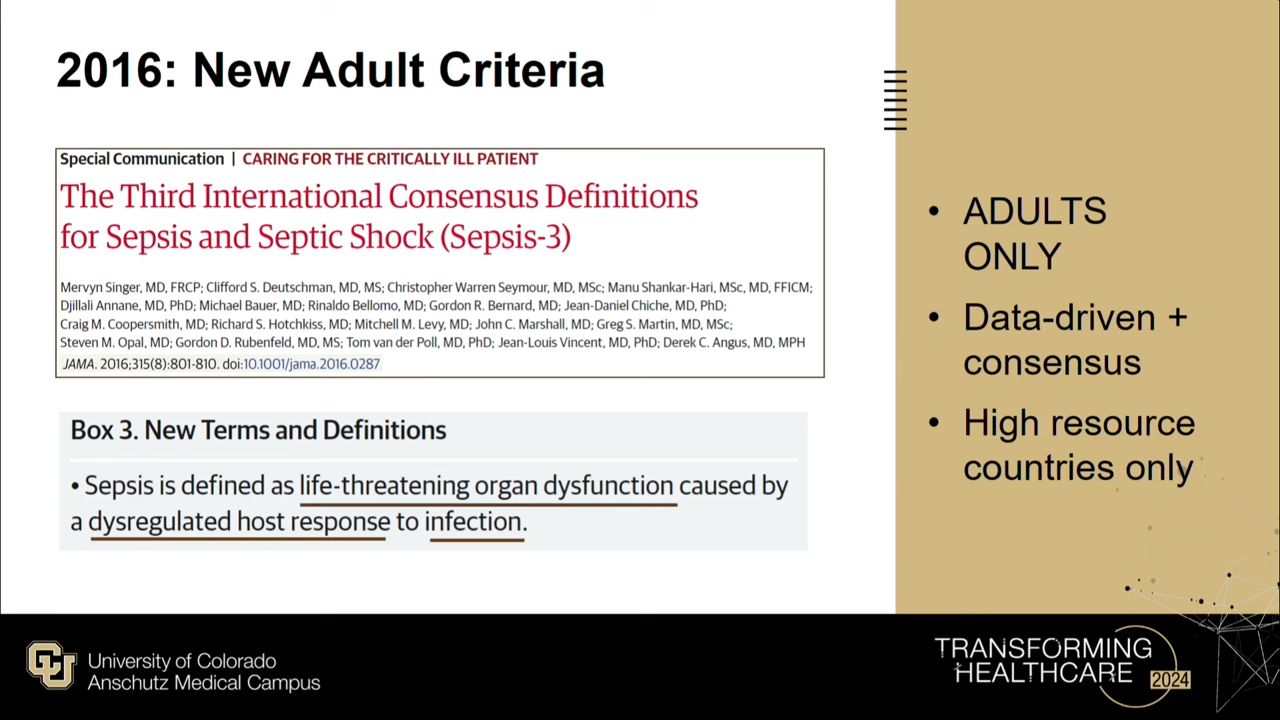 2016: New Adult Criteria
Special Communication | CARING FOR THE CRITICALLY ILL PATIENT
The Third International Consensus Definitions
for Sepsis and Septic Shock (Sepsis-3)
Mervyn Singer, MD, FRCP; Clifford S. Deutschman, MD, MS; Christopher Warren Seymour, MD, MSc; Manu Shankar-Hari, MSc, MD, FFICM;
Djillali Annane, MD, PhD; Michael Bauer, MD; Rinaldo Bellomo, MD; Gordon R. Bernard, MD; Jean-Daniel Chiche, MD, PhD;
Craig M. Coopersmith, MD; Richard S. Hotchkiss, MD; Mitchell M. Levy, MD; John C. Marshall, MD; Greg S. Martin, MD, MSc;
Steven M. Opal, MD; Gordon D. Rubenfeld, MD, MS; Tom van der Poll, MD, PhD; Jean-Louis Vincent, MD, PhD; Derek C. Angus, MD, MPH
JAMA. 2016;315(8):801-810. doi:10.1001/jama.2016.0287
Box 3. New Terms and Definitions
• Sepsis is defined as life-threatening organ dysfunction caused by
a dysregulated host response to infection.
• ADULTS
ONLY
• Data-driven +
consensus
• High resource
countries only
CU
University of Colorado
Anschutz Medical Campus
TRANSFORMING
HEALTHCARE
2024